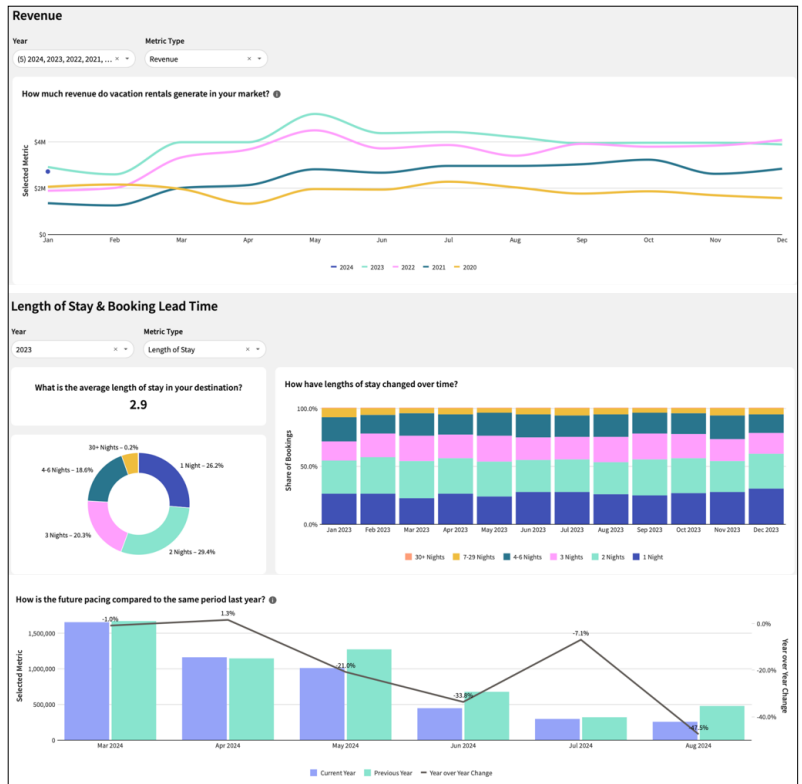 Revenue
Year Metric Type
(5) 2024, 2023, 2022, 2021, ... × Revenue ×
How much revenue do vacation rentals generate in your market?
Selected Metric
$4M
$2M
$0
Jan Feb Mar Apr May Jun Jul Aug Sep Oct Nov Dec
2024 2023 2022 2021 2020
Length of Stay & Booking Lead Time
Year Metric Type
2023 × Length of Stay ×
What is the average length of stay in your destination?
2.9
30+ Nights – 0.2%
1 Night – 26.2%
4-6 Nights – 18.6%
3 Nights – 20.3%
2 Nights – 29.4%
How have lengths of stay changed over time?
Share of Bookings
100.0%
50.0%
0.0%
Jan 2023 Feb 2023 Mar 2023 Apr 2023 May 2023 Jun 2023 Jul 2023 Aug 2023 Sep 2023 Oct 2023 Nov 2023 Dec 2023
30+ Nights 7-29 Nights 4-6 Nights 3 Nights 2 Nights 1 Night
How is the future pacing compared to the same period last year?
Selected Metric
1,500,000
1,000,000
500,000
0
-1.0% 1.3% -21.0% -33.8% -7.1% -47.5%
0.0%
-20.0%
-40.0%
Year over Year Change
Mar 2024 Apr 2024 May 2024 Jun 2024 Jul 2024 Aug 2024
Current Year Previous Year Year over Year Change